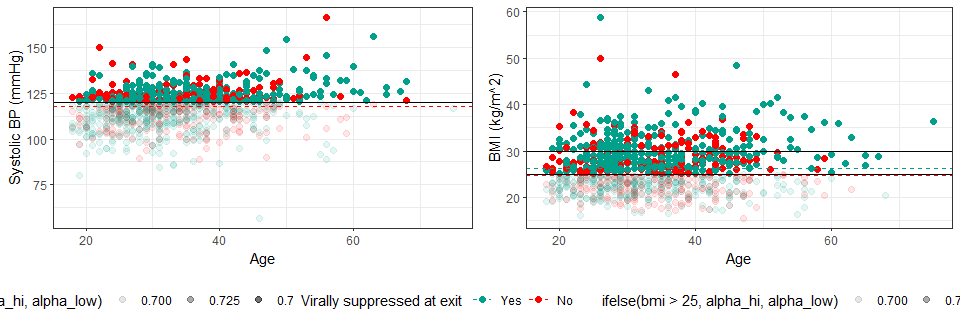 Systolic BP (mmHg)
150
125
100
75
20
40
60
Age
BMI (kg/m^2)
60
50
40
30
20
20
40
60
Age
a_hi, alpha_low)
0.700
0.725
0.7
Virally suppressed at exit
Yes
No
ifelse(bmi > 25, alpha_hi, alpha_low)
0.700
0.7